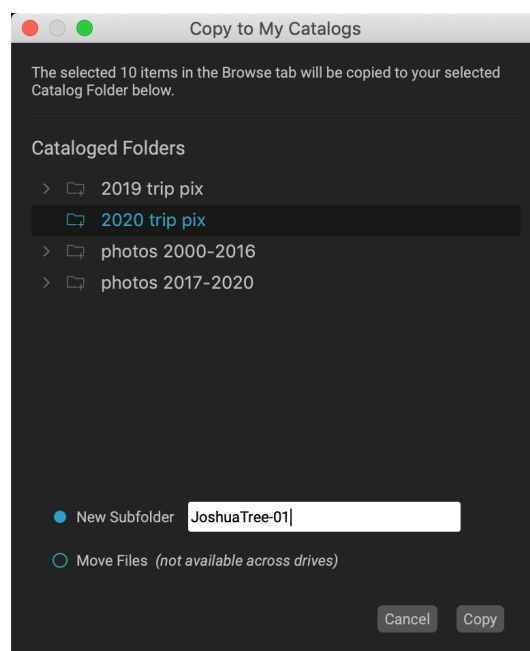 Copy to My Catalogs
The selected 10 items in the Browse tab will be copied to your selected
Catalog Folder below.
Cataloged Folders
2019 trip pix
2020 trip pix
photos 2000-2016
photos 2017-2020
New Subfolder JoshuaTree-01
Move Files (not available across drives)
Cancel Copy